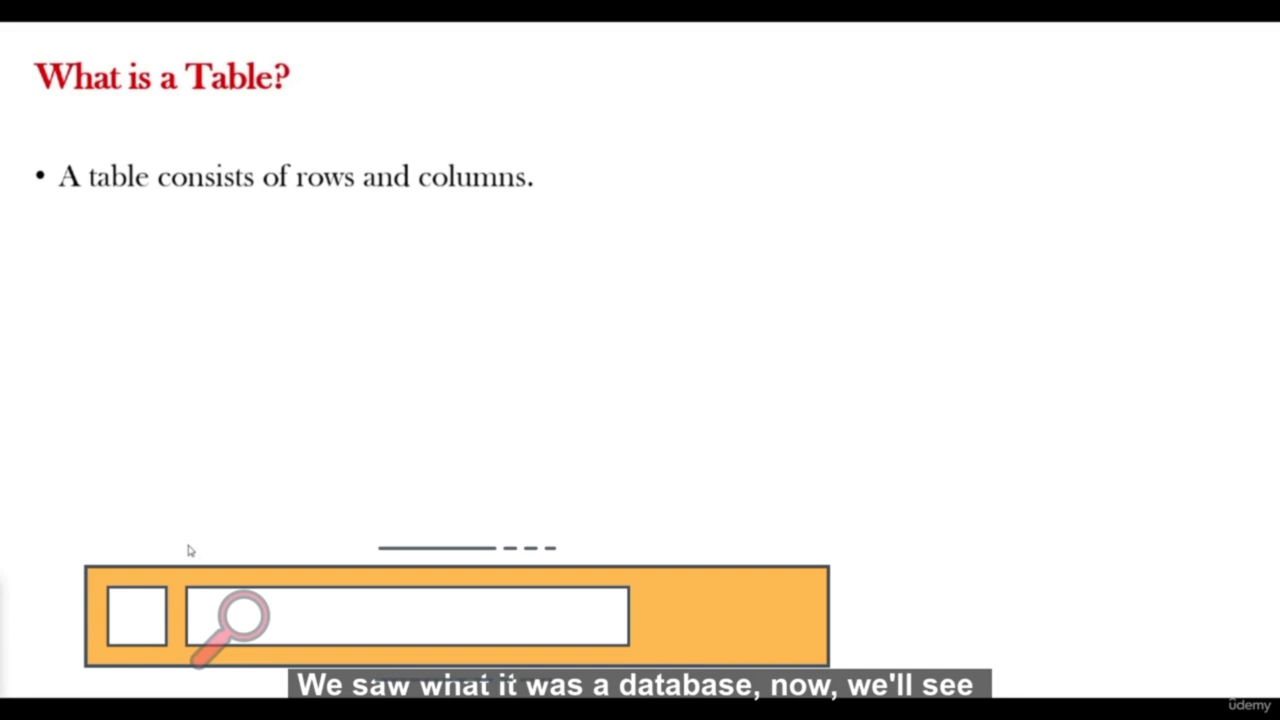 What is a Table?
• A table consists of rows and columns.
We saw what it was a database, now, we'll see
ûdemy